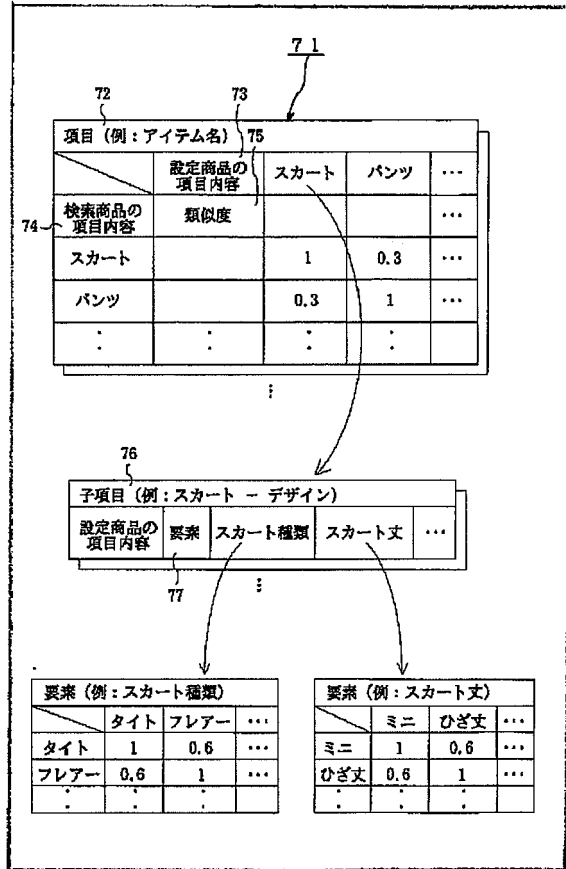 71
72
73
項目 (例：アイテム名)
75
設定商品の
項目内容
スカート
パンツ
…
74
検索商品の
項目内容
類似度
…
スカート
1
0.3
…
パンツ
0.3
1
…
⋮
76
子項目 (例：スカート － デザイン)
設定商品の
項目内容
要素
スカート種類
スカート丈
…
77
⋮
要素 (例：スカート種類)
タイト
フレアー
…
タイト
1
0.6
…
フレアー
0.6
1
…
要素 (例：スカート丈)
ミニ
ひざ丈
…
ミニ
1
0.6
…
ひざ丈
0.6
1
…